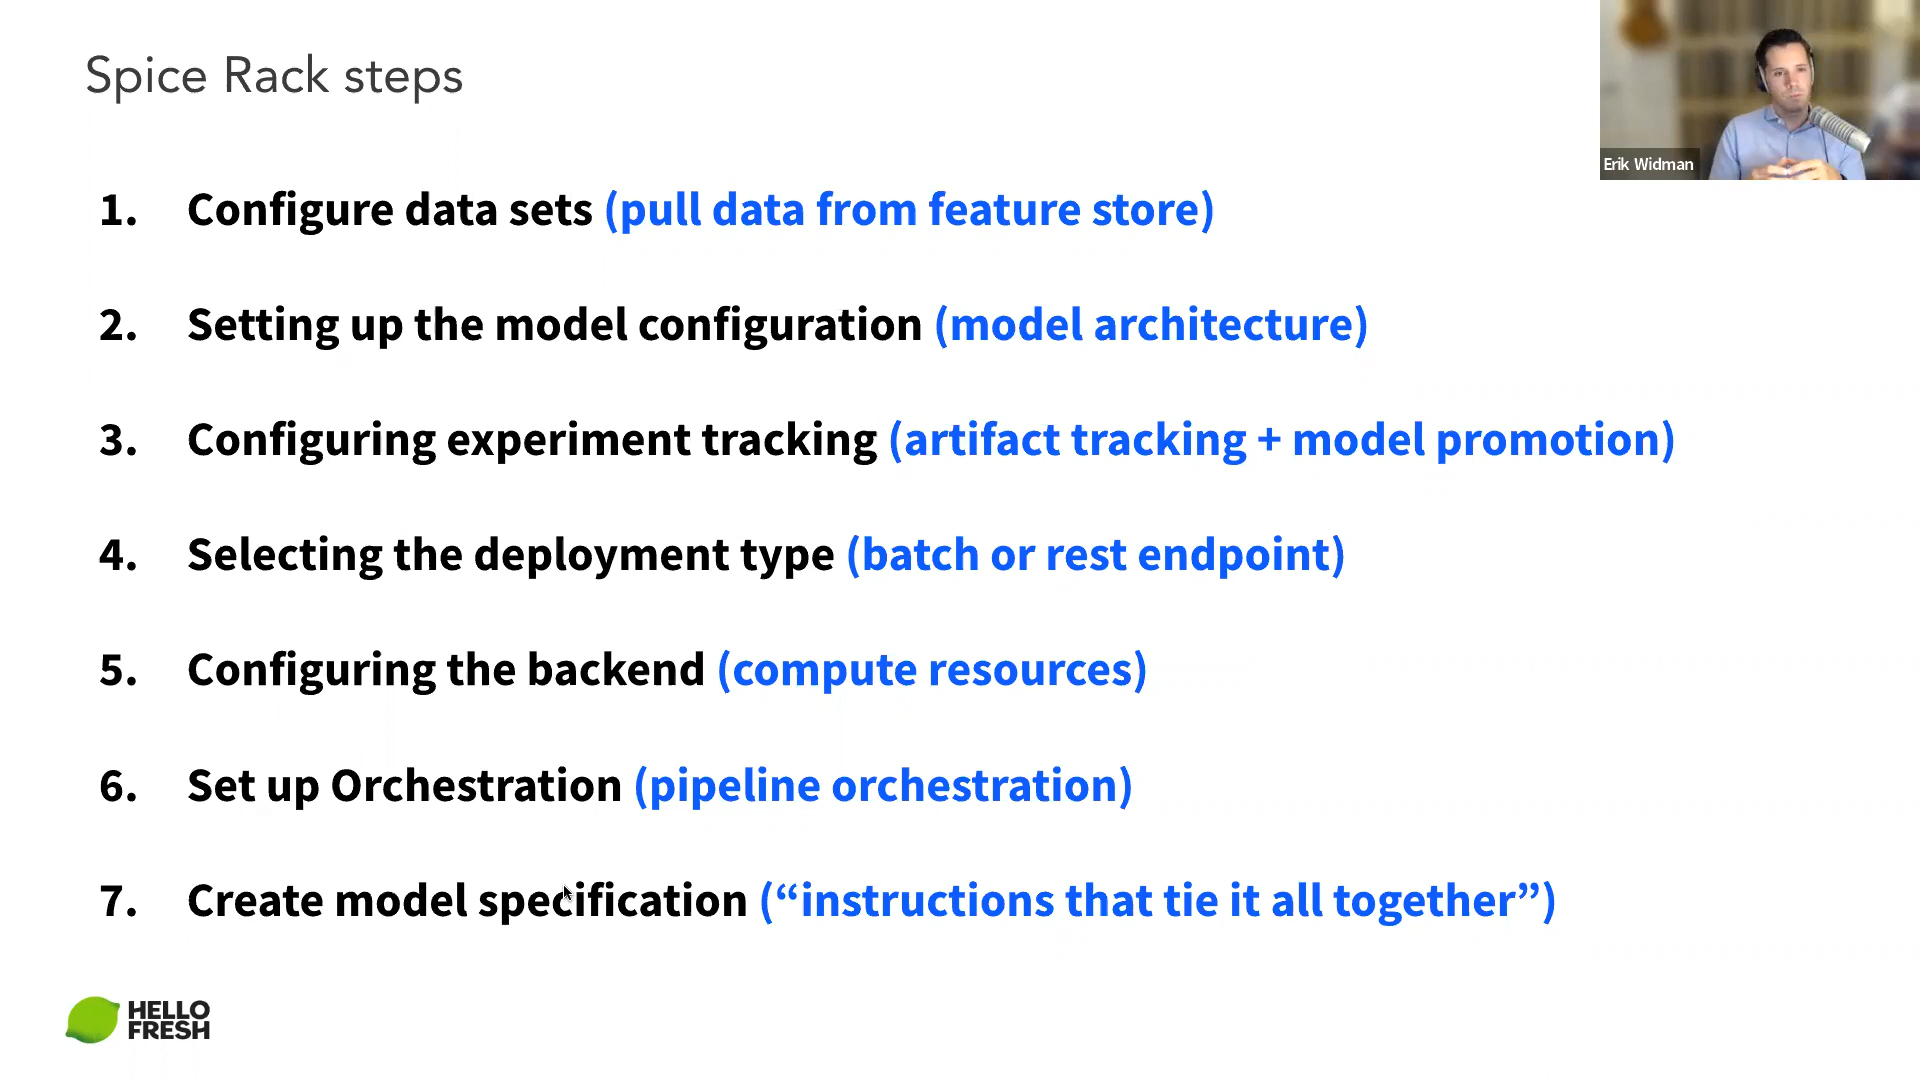 Spice Rack steps
Erik Widman
1. Configure data sets (pull data from feature store)
2. Setting up the model configuration (model architecture)
3. Configuring experiment tracking (artifact tracking + model promotion)
4. Selecting the deployment type (batch or rest endpoint)
5. Configuring the backend (compute resources)
6. Set up Orchestration (pipeline orchestration)
7. Create model specification (“instructions that tie it all together”)
HELLO
FRESH